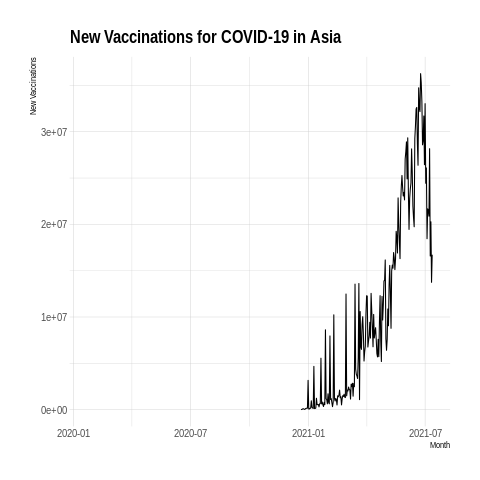 New Vaccinations for COVID-19 in Asia
New Vaccinations
3e+07
2e+07
1e+07
0e+00
2020-01 2020-07 2021-01 2021-07
Month